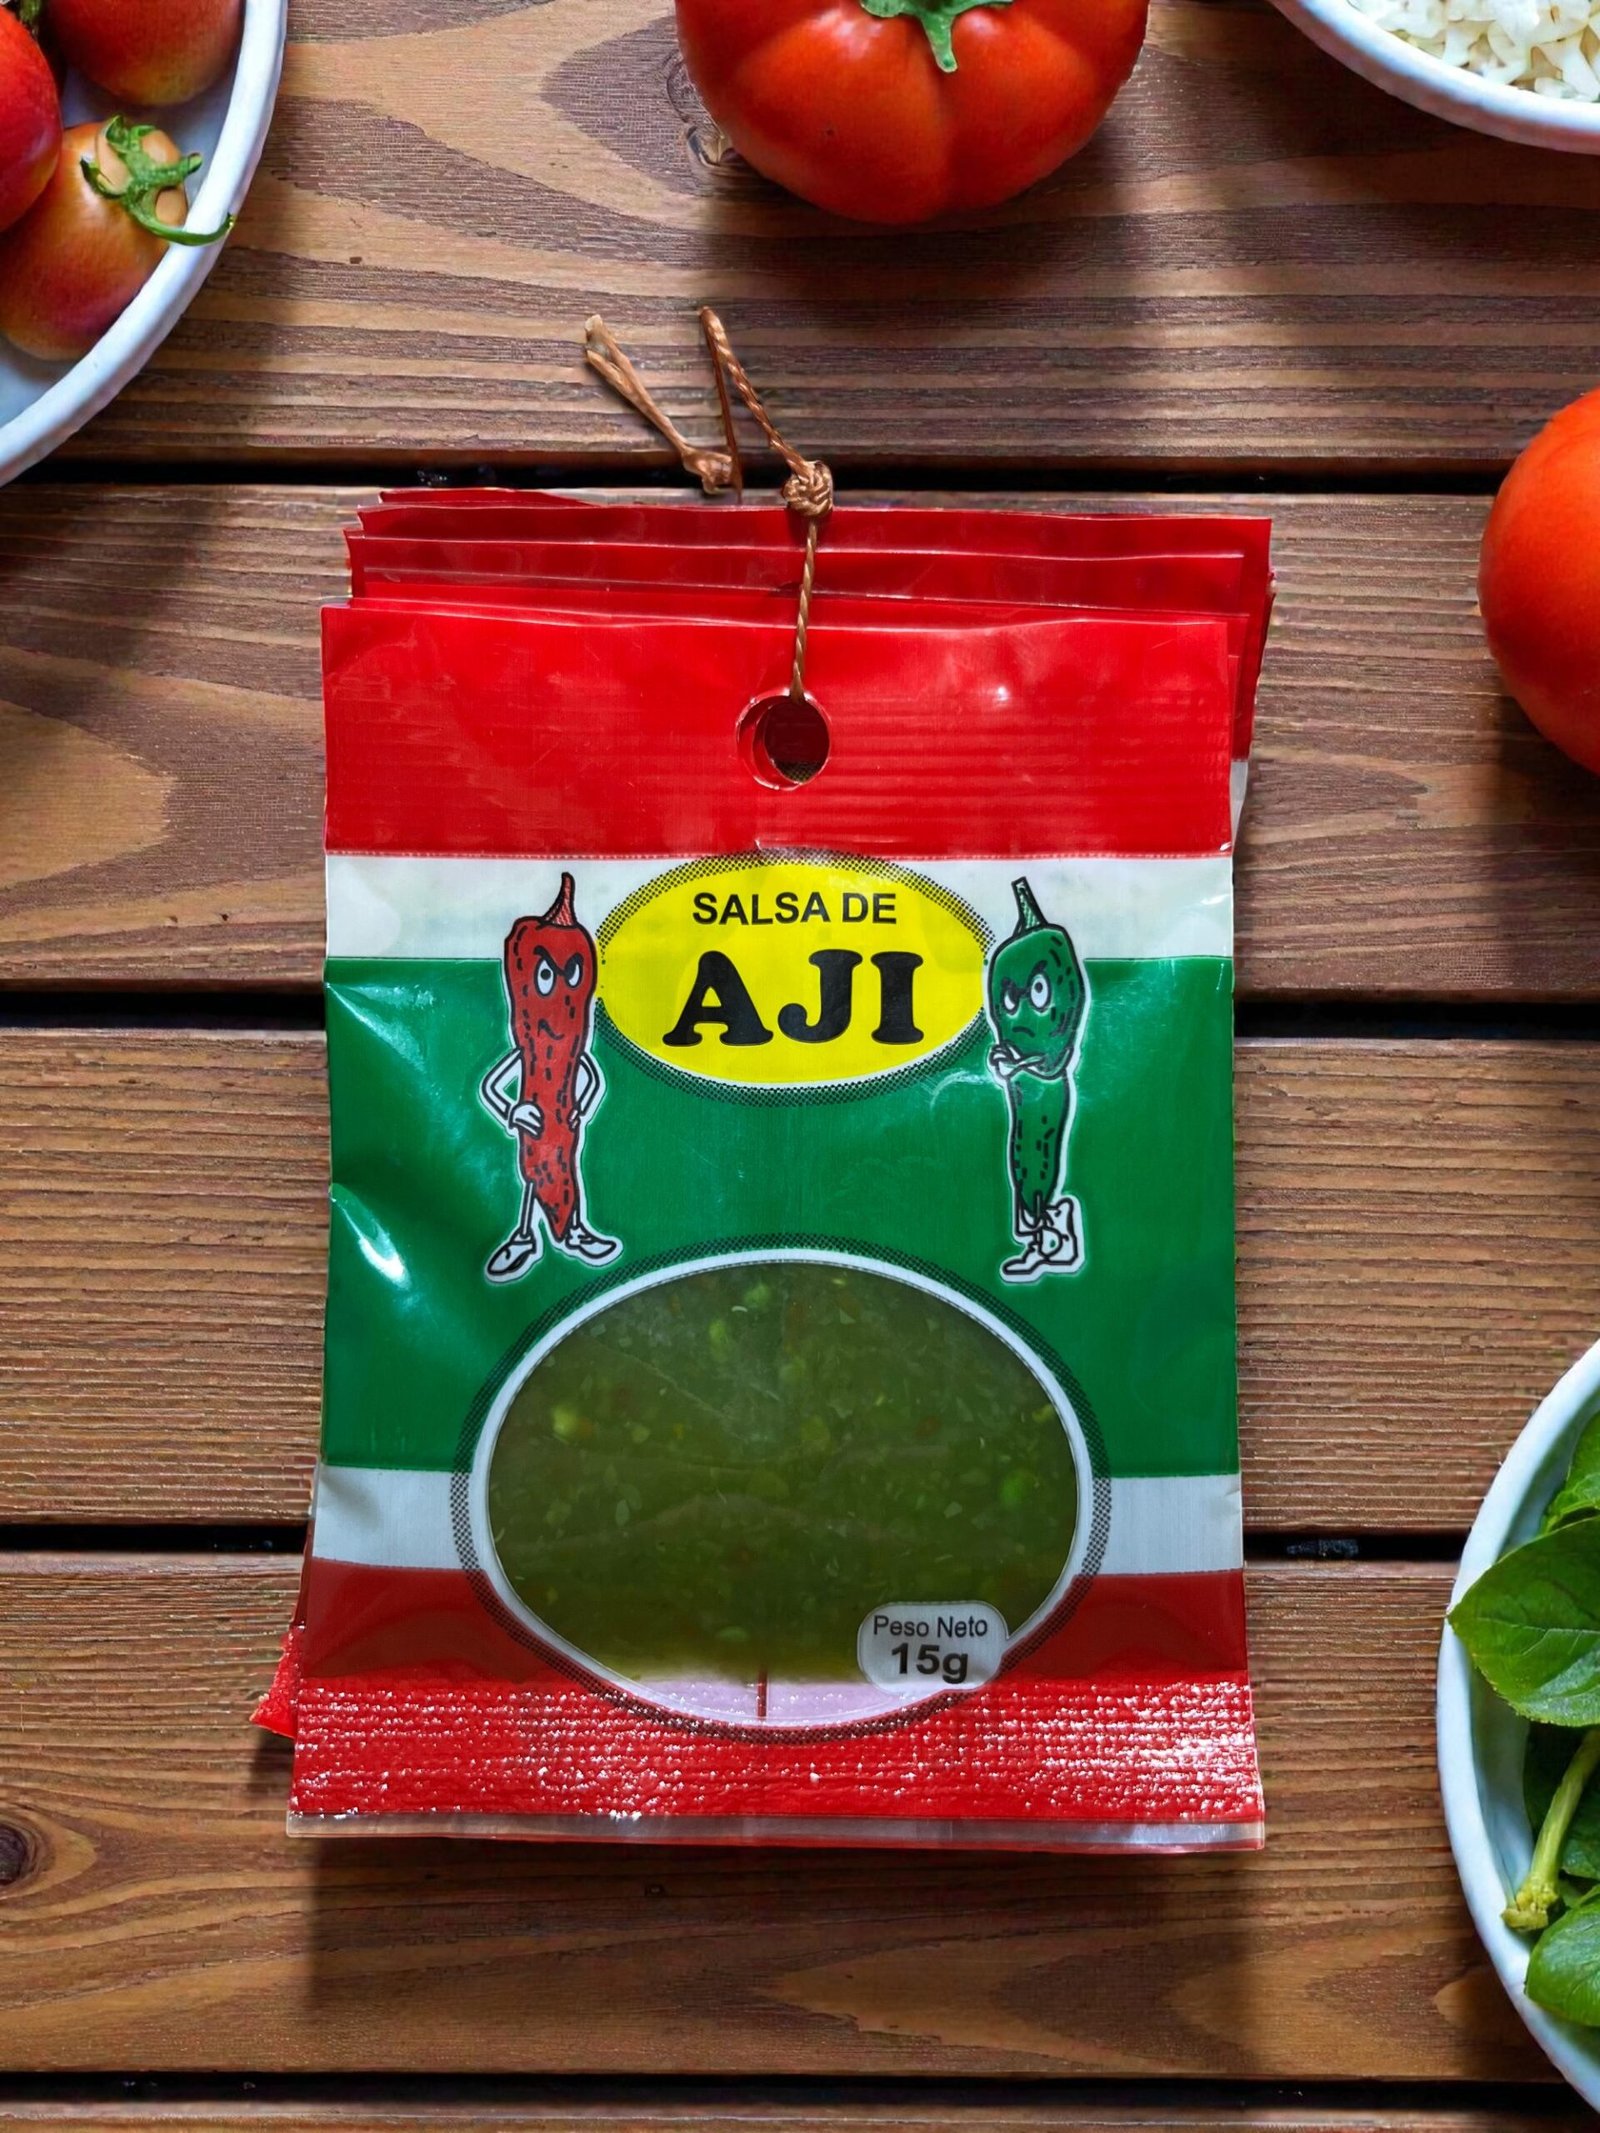 SALSA DE
AJI
Peso Neto
15g